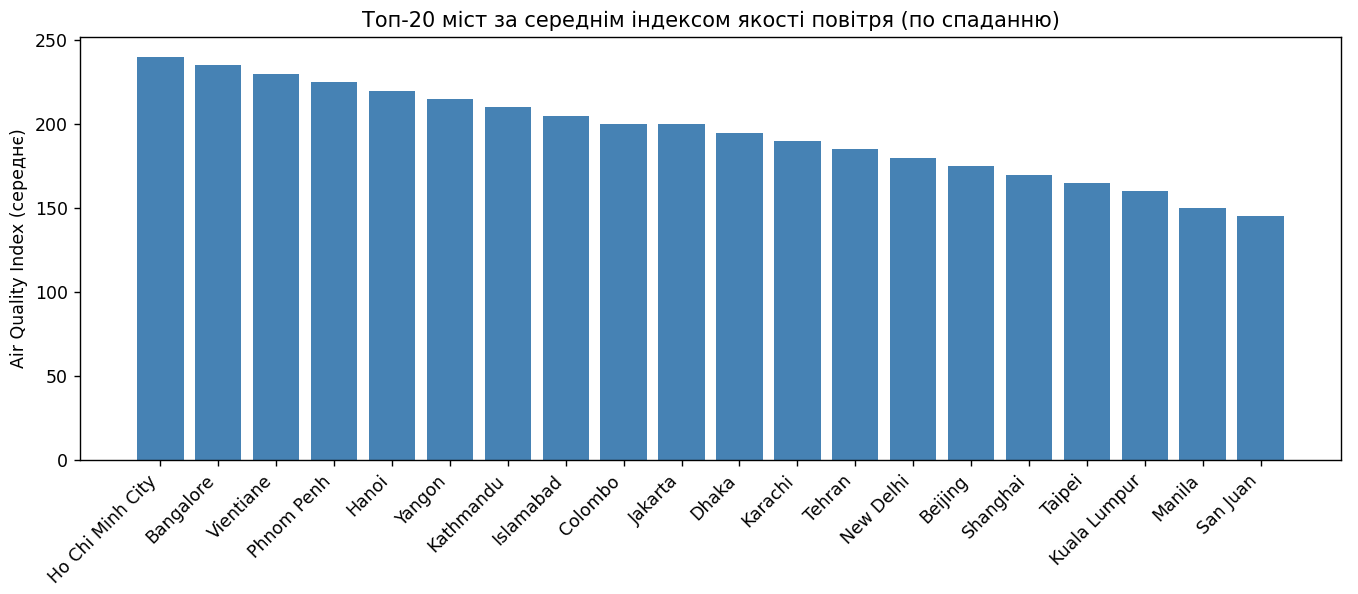 Топ-20 міст за середнім індексом якості повітря (по спаданню)
Air Quality Index (середнє)
250
200
150
100
50
0
Ho Chi Minh City
Bangalore
Vientiane
Phnom Penh
Hanoi
Yangon
Kathmandu
Islamabad
Colombo
Jakarta
Dhaka
Karachi
Tehran
New Delhi
Beijing
Shanghai
Taipei
Kuala Lumpur
Manila
San Juan